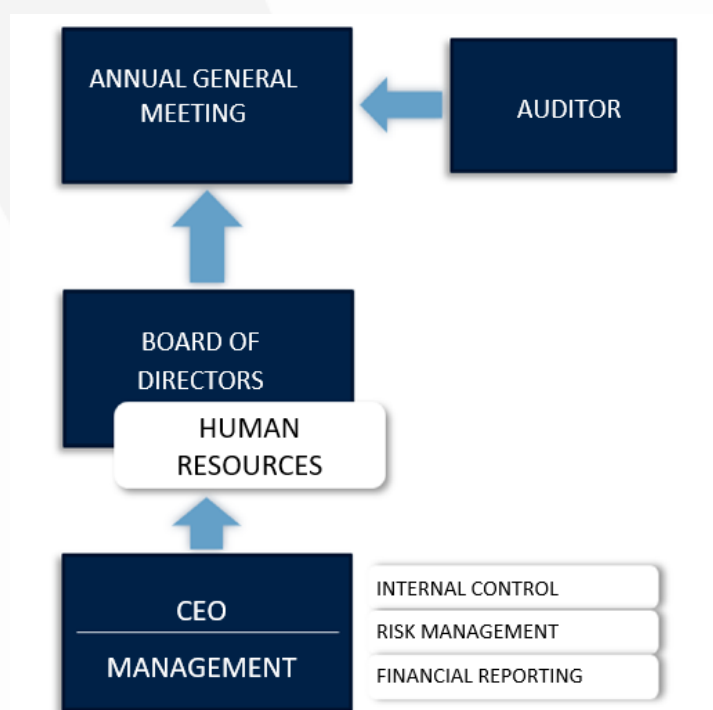 ANNUAL GENERAL
MEETING
AUDITOR
BOARD OF
DIRECTORS
HUMAN
RESOURCES
CEO
MANAGEMENT
INTERNAL CONTROL
RISK MANAGEMENT
FINANCIAL REPORTING